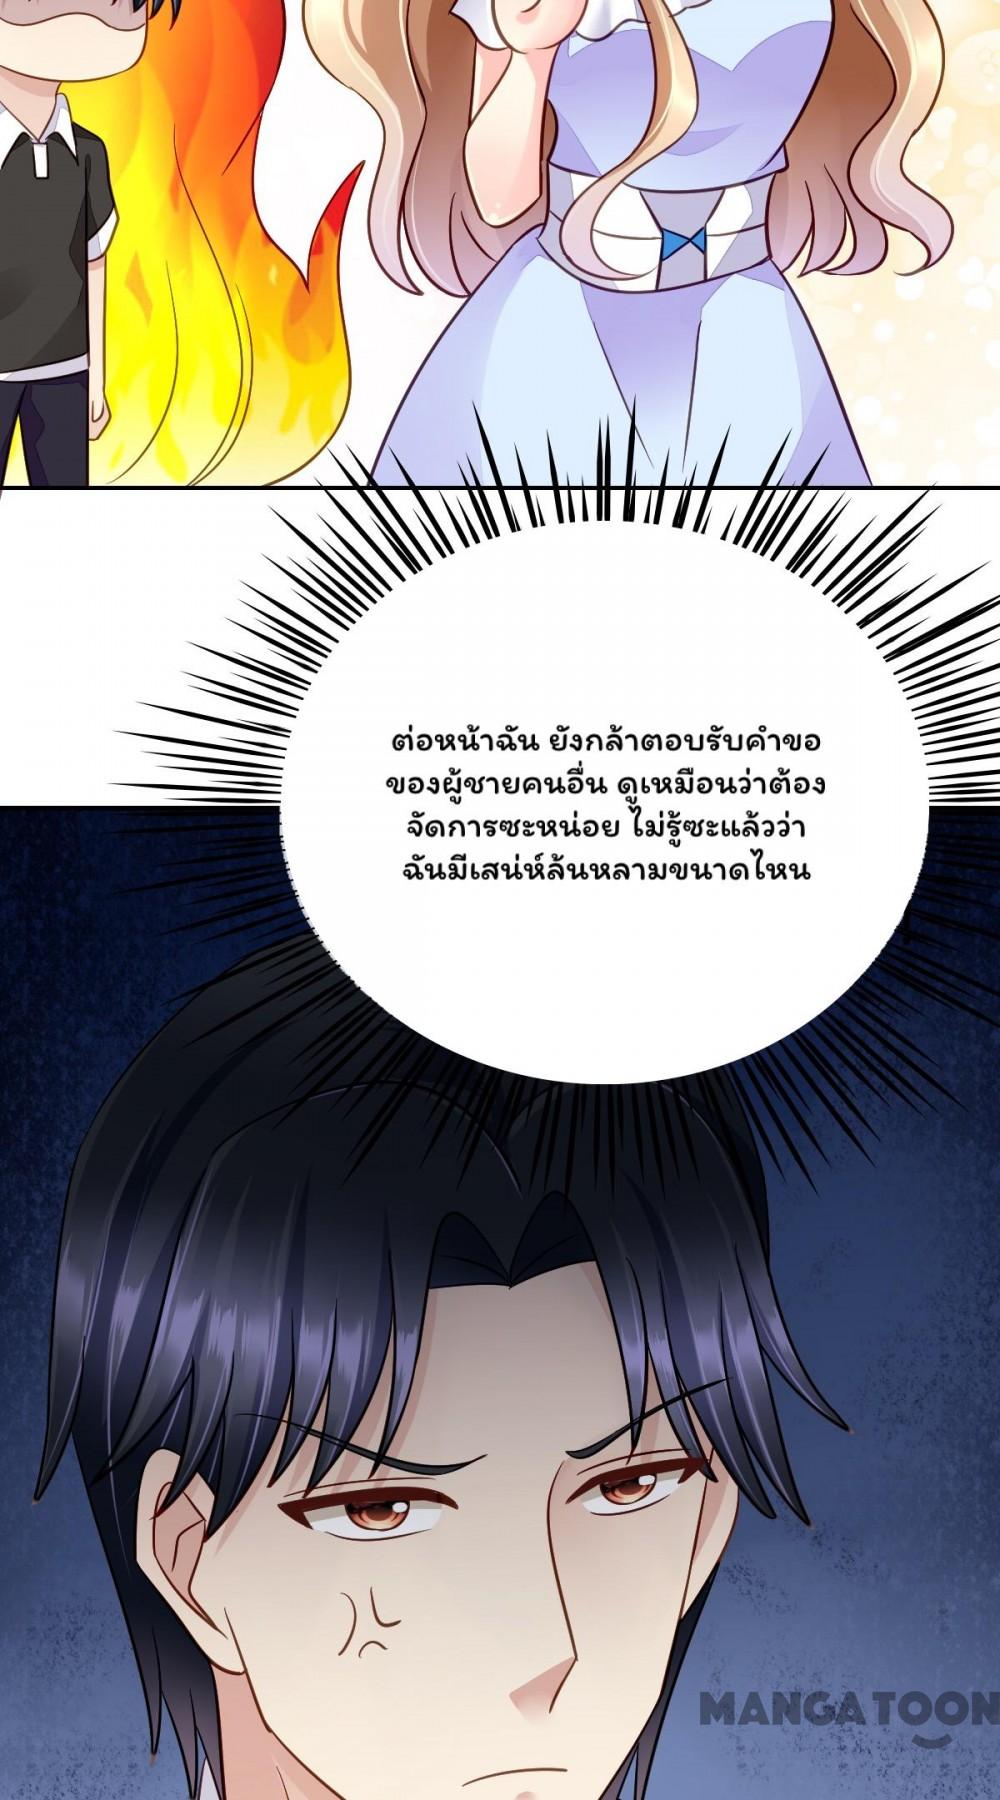 ต่อหน้าฉัน ยังกล้าตอบรับคำขอ
ของผู้ชายคนอื่น ดูเหมือนว่าต้อง
จัดการซะหน่อย ไม่รู้ซะแล้วว่า
ฉันมีเสน่ห์ล้นหลามขนาดไหน
MANGATOON